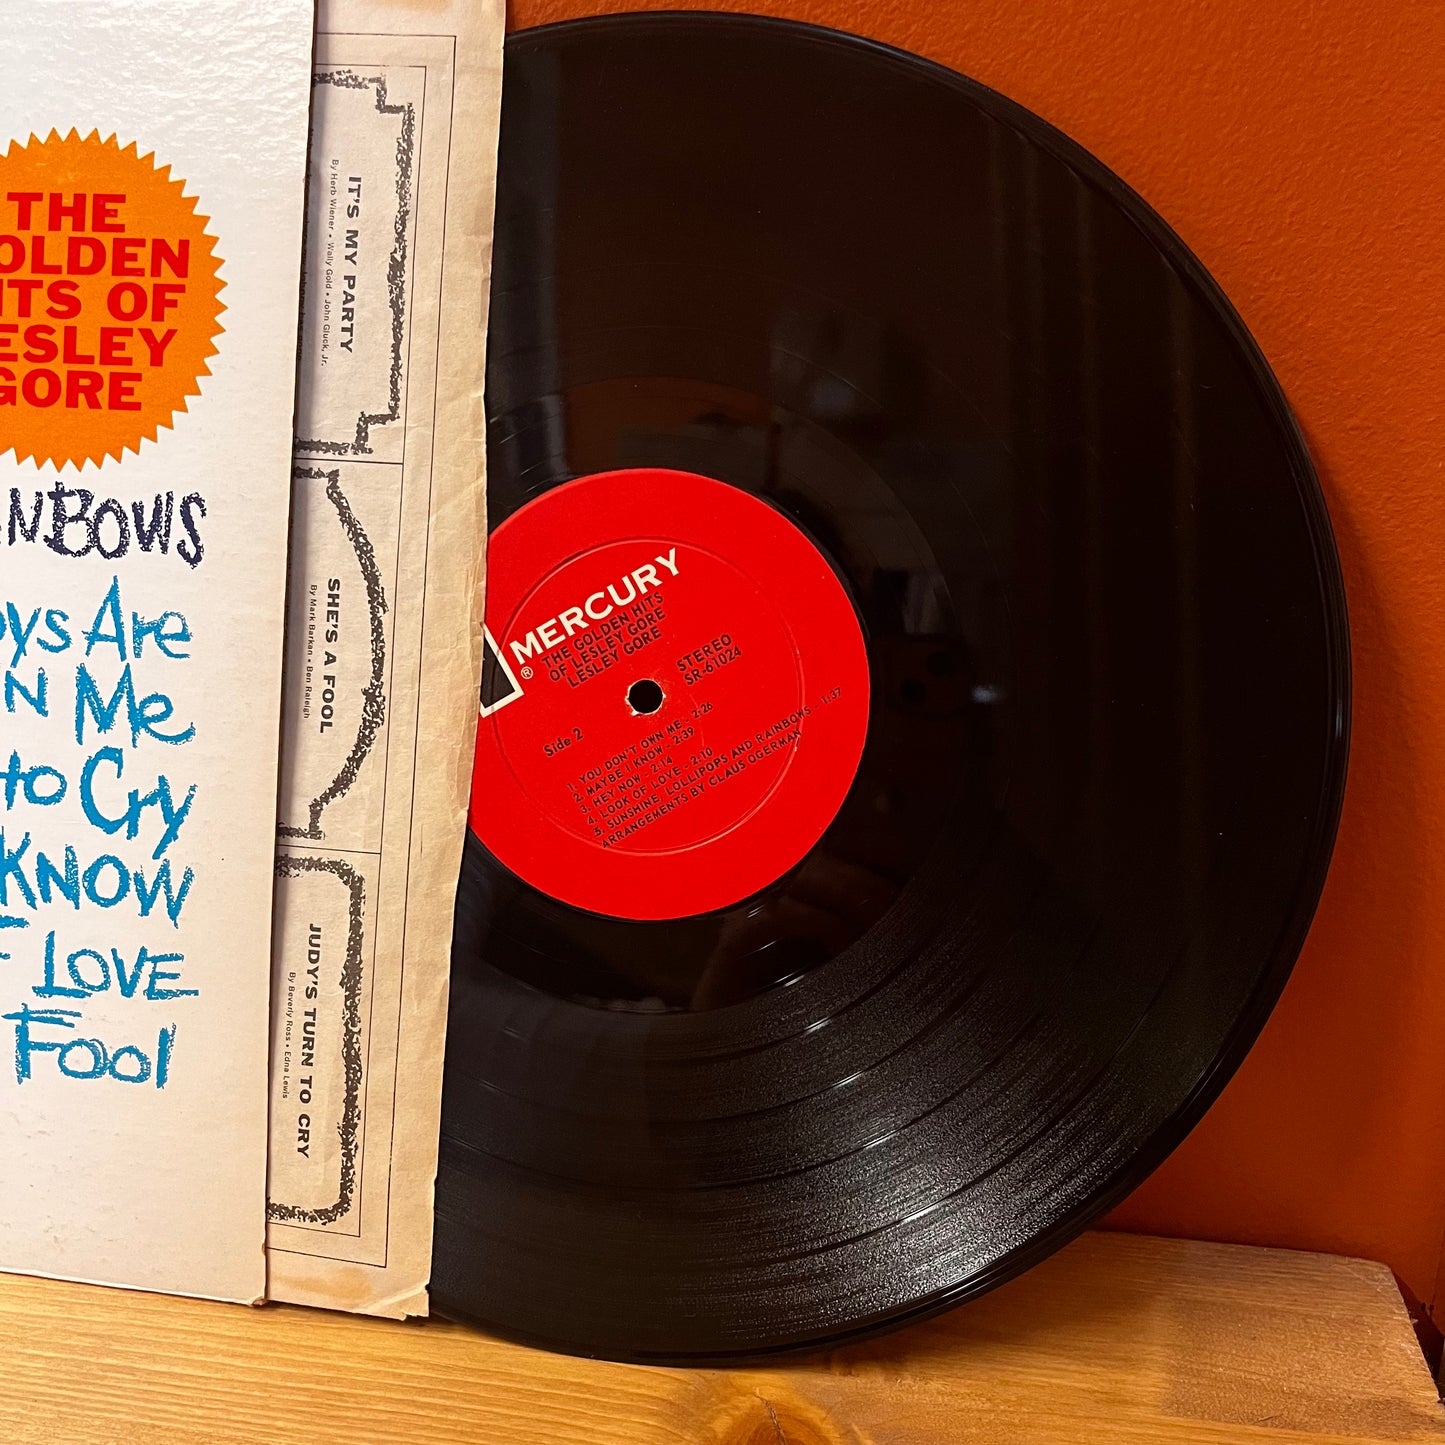 THE
OLDEN
ITS OF
ESLEY
GORE
NBOWS
ys Are
N Me
to Cry
KNOW
LOVE
Fool
IT'S MY PARTY
By Herb Wiener • Wally Gold • John Gluck, Jr.
SHE'S A FOOL
By Mark Barkan • Ben Raleigh
JUDY'S TURN TO CRY
By Beverly Ross • Edna Lewis
® MERCURY
THE GOLDEN HITS
OF LESLEY GORE
LESLEY GORE
STEREO
SR-61024
Side 2
1. YOU DON'T OWN ME - 2:26
2. MAYBE I KNOW - 2:39
3. HEY NOW - 2:14
4. LOOK OF LOVE - 2:10
5. SUNSHINE, LOLLIPOPS AND RAINBOWS - 1:37
ARRANGEMENTS BY CLAUS OGERMAN